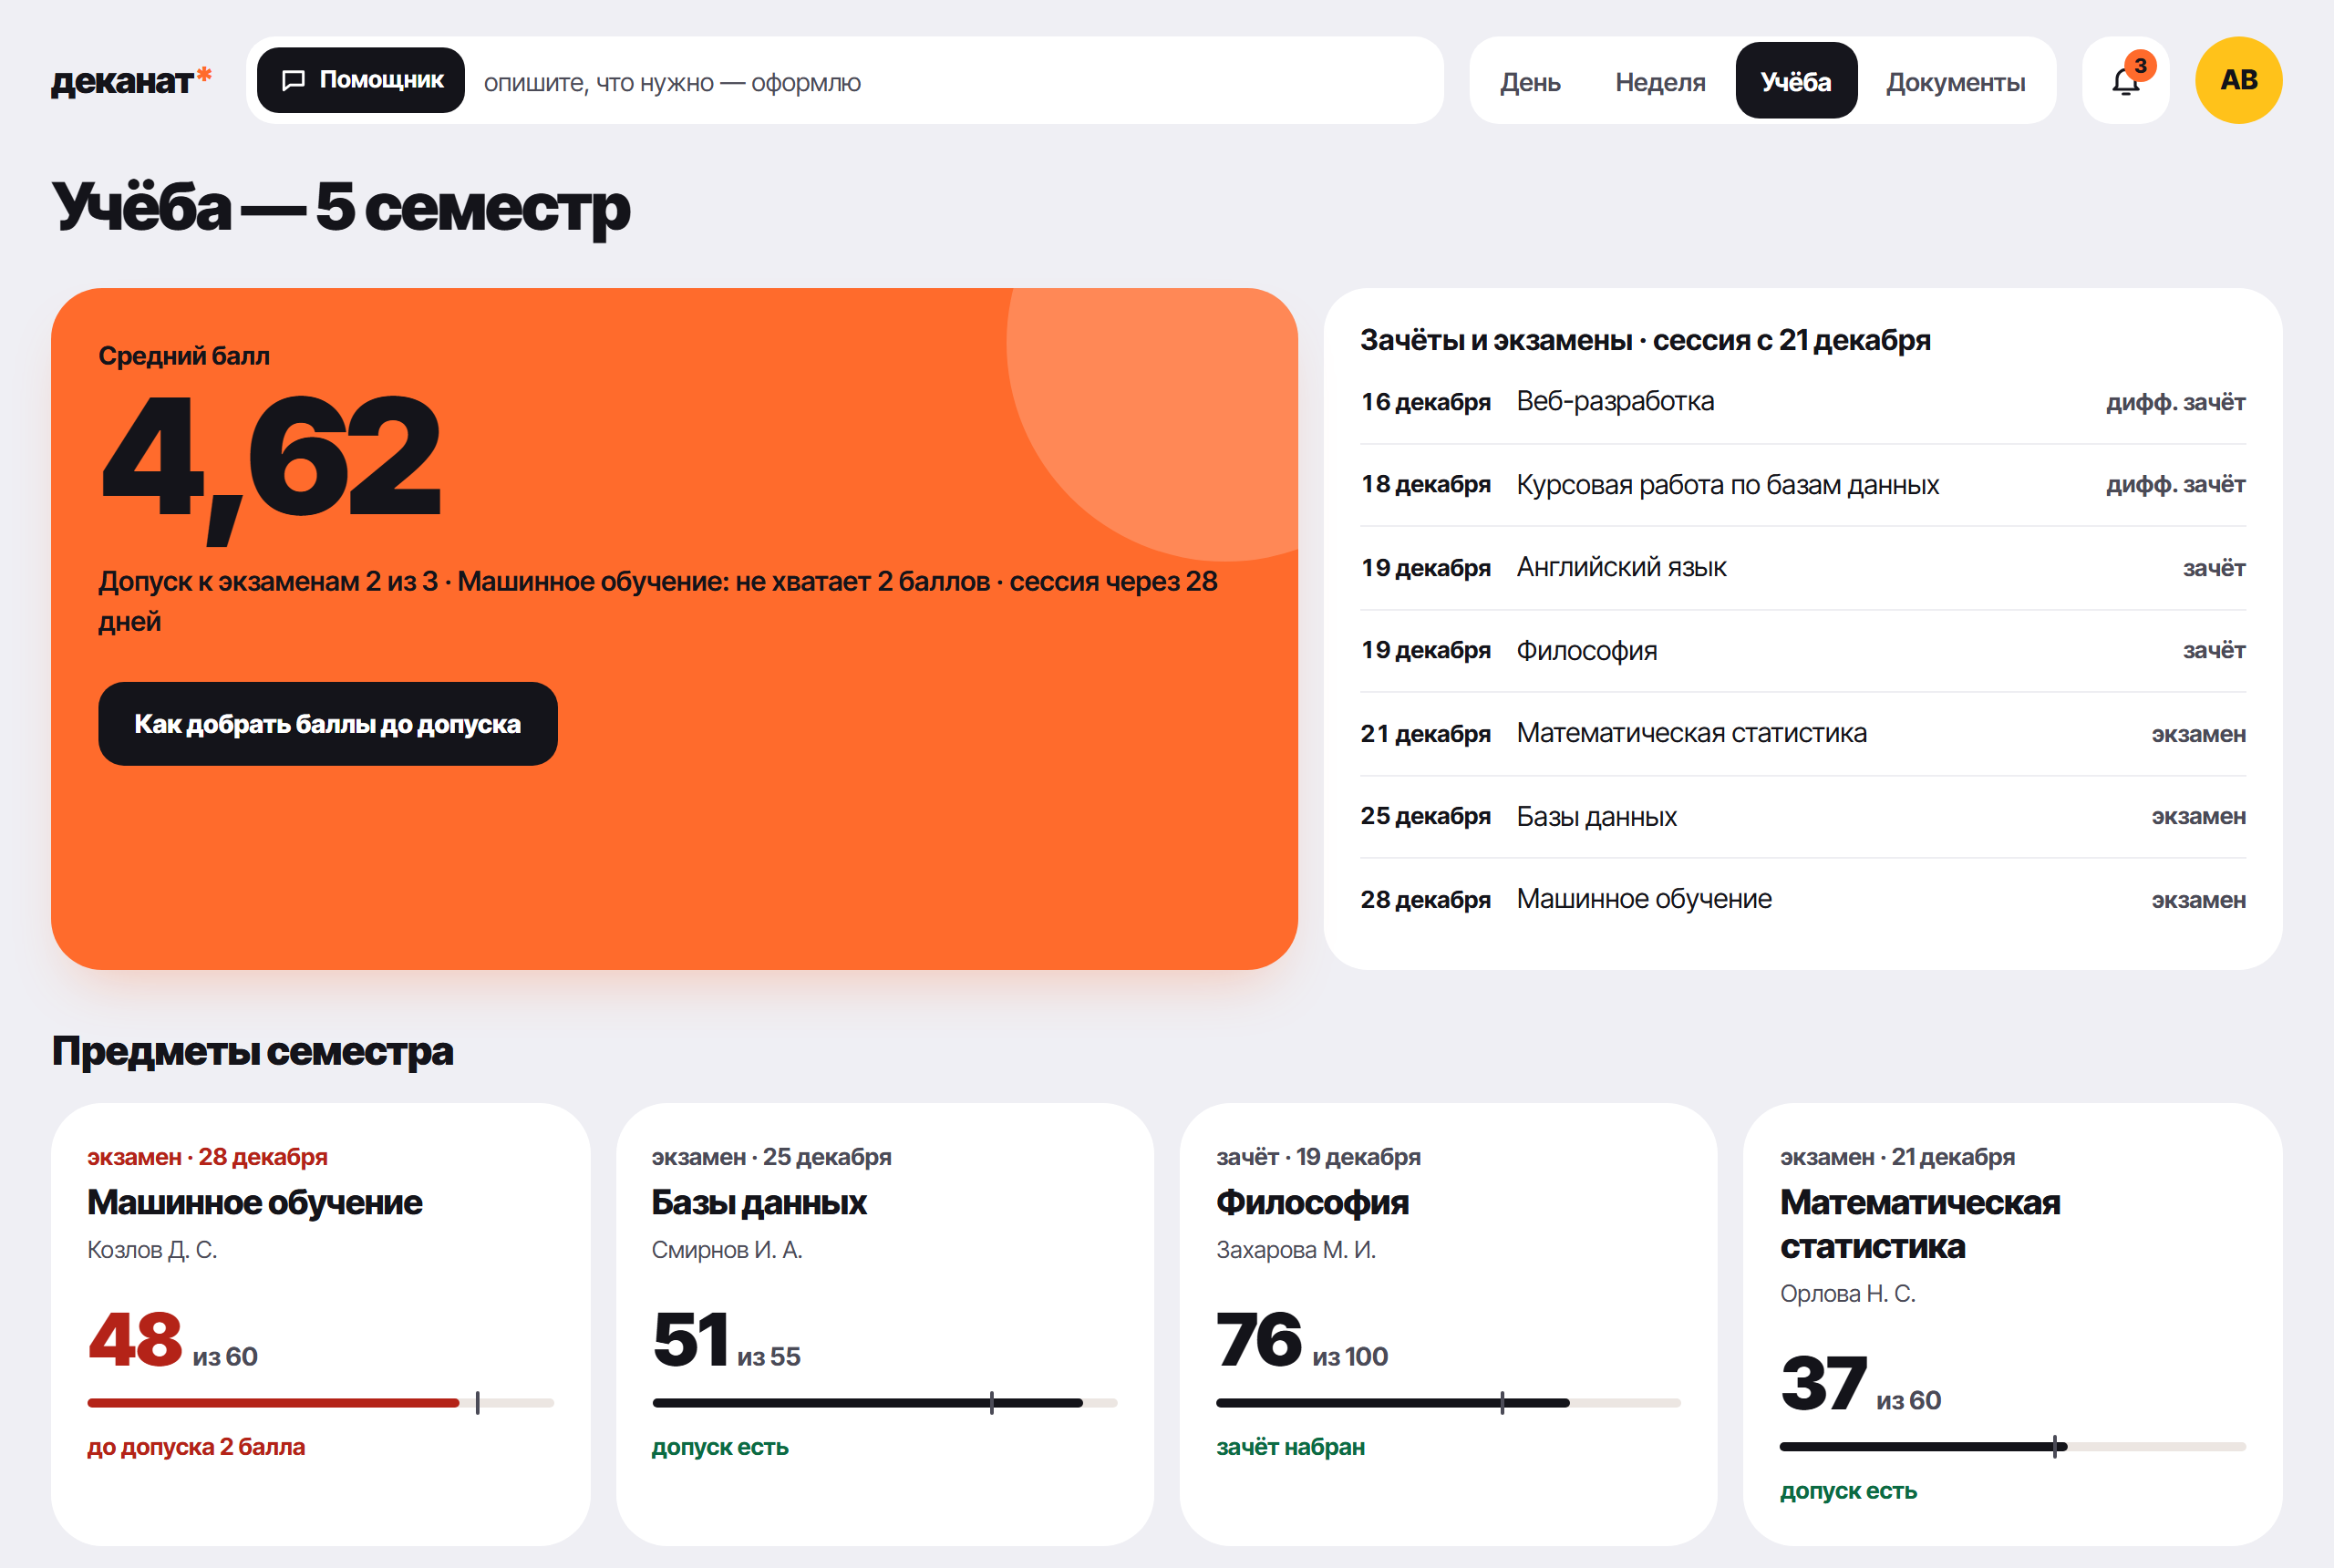 деканат*
Помощник
опишите, что нужно — оформлю
День
Неделя
Учёба
Документы
3
АВ
Учёба — 5 семестр
Средний балл
4,62
Допуск к экзаменам 2 из 3 · Машинное обучение: не хватает 2 баллов · сессия через 28
дней
Как добрать баллы до допуска
Зачёты и экзамены · сессия с 21 декабря
16 декабря Веб-разработка дифф. зачёт
18 декабря Курсовая работа по базам данных дифф. зачёт
19 декабря Английский язык зачёт
19 декабря Философия зачёт
21 декабря Математическая статистика экзамен
25 декабря Базы данных экзамен
28 декабря Машинное обучение экзамен
Предметы семестра
экзамен · 28 декабря
Машинное обучение
Козлов Д. С.
48 из 60
до допуска 2 балла
экзамен · 25 декабря
Базы данных
Смирнов И. А.
51 из 55
допуск есть
зачёт · 19 декабря
Философия
Захарова М. И.
76 из 100
зачёт набран
экзамен · 21 декабря
Математическая
статистика
Орлова Н. С.
37 из 60
допуск есть